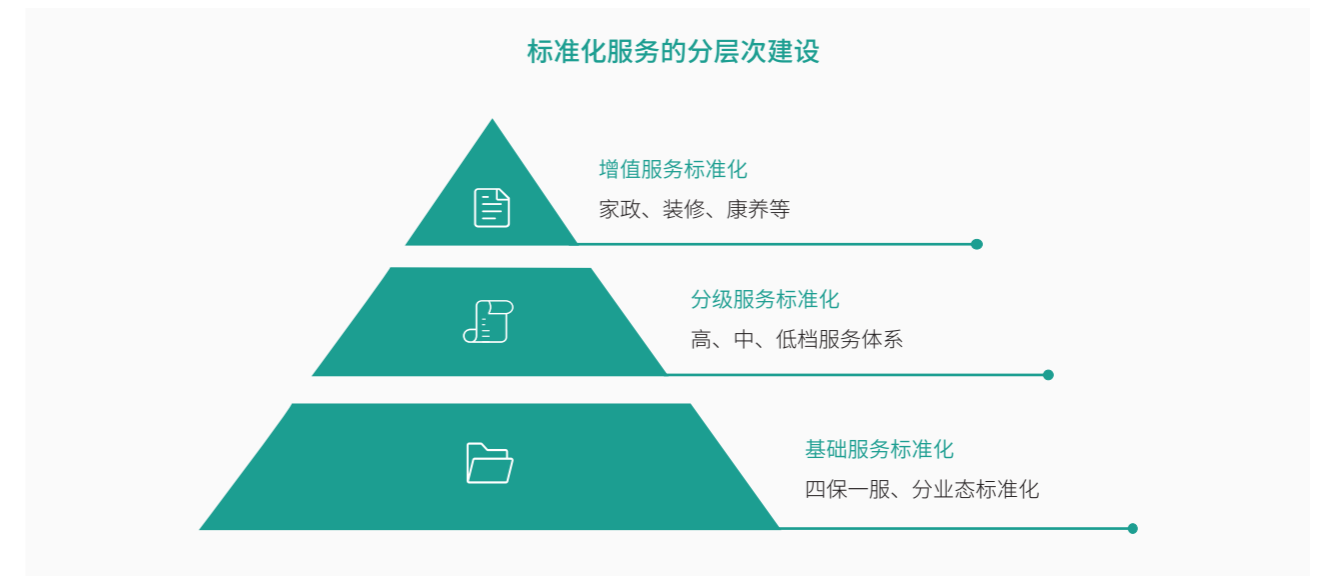 标准化服务的分层次建设
增值服务标准化
家政、装修、康养等
分级服务标准化
高、中、低档服务体系
基础服务标准化
四保一服、分业态标准化